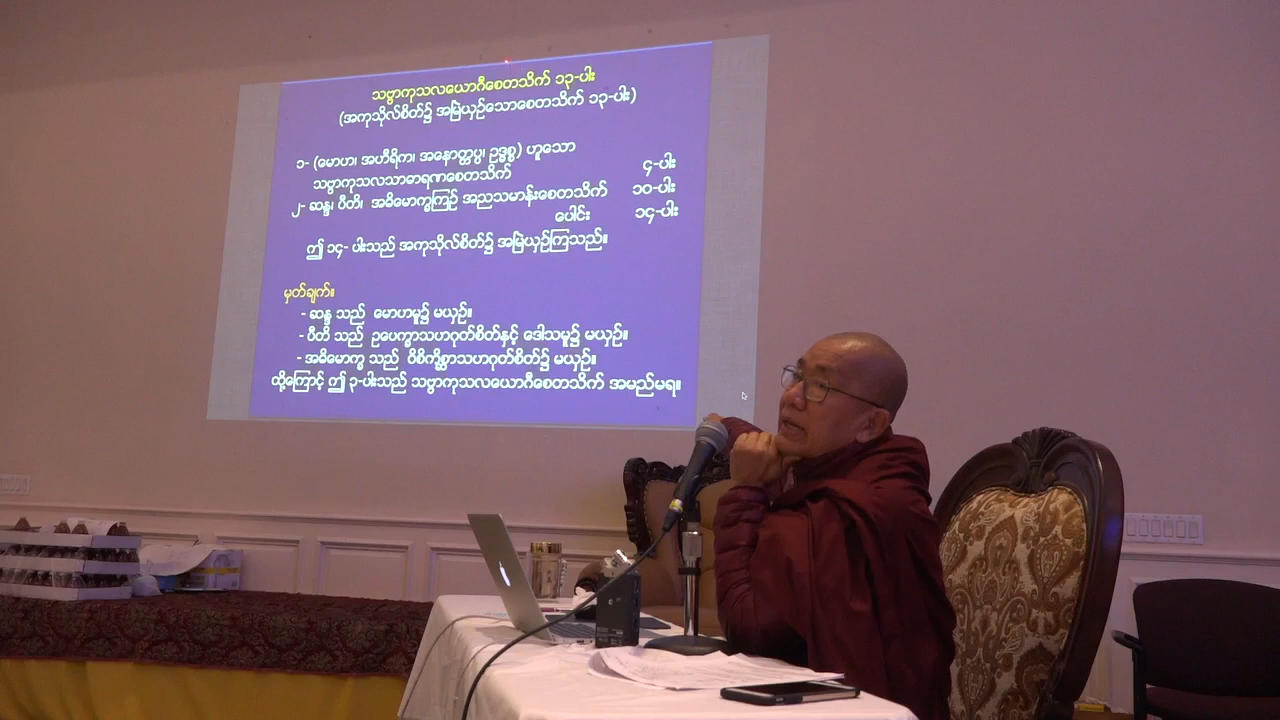 သဗ္ဗာကုသလယောဂီစေတသိက် ၁၃-ပါး
(အကုသိုလ်စိတ်၌ အမြဲယှဉ်သောစေတသိက် ၁၃-ပါး)
၁- (မောဟ၊ အဟိရိက၊ အနောတ္တပ္ပ၊ ဥဒ္ဓစ္စ) ဟူသော
သဗ္ဗာကုသလသာဓာရဏစေတသိက် ၄-ပါး
၂- ဆန္ဒ၊ ပီတိ၊ အဓိမောက္ခကြဉ် အညသမာန်းစေတသိက် ၁၀-ပါး
ပေါင်း ၁၄-ပါး
ဤ ၁၄- ပါးသည် အကုသိုလ်စိတ်၌ အမြဲယှဉ်ကြသည်။
မှတ်ချက်။
- ဆန္ဒ သည် မောဟမူ၌ မယှဉ်။
- ပီတိ သည် ဥပေက္ခာသဟဂုတ်စိတ်နှင့် ဒေါသမူ၌ မယှဉ်။
- အဓိမောက္ခ သည် ဝိစိကိစ္ဆာသဟဂုတ်စိတ်၌ မယှဉ်။
ထို့ကြောင့် ဤ ၃-ပါးသည် သဗ္ဗာကုသလယောဂီစေတသိက် အမည်မရ။